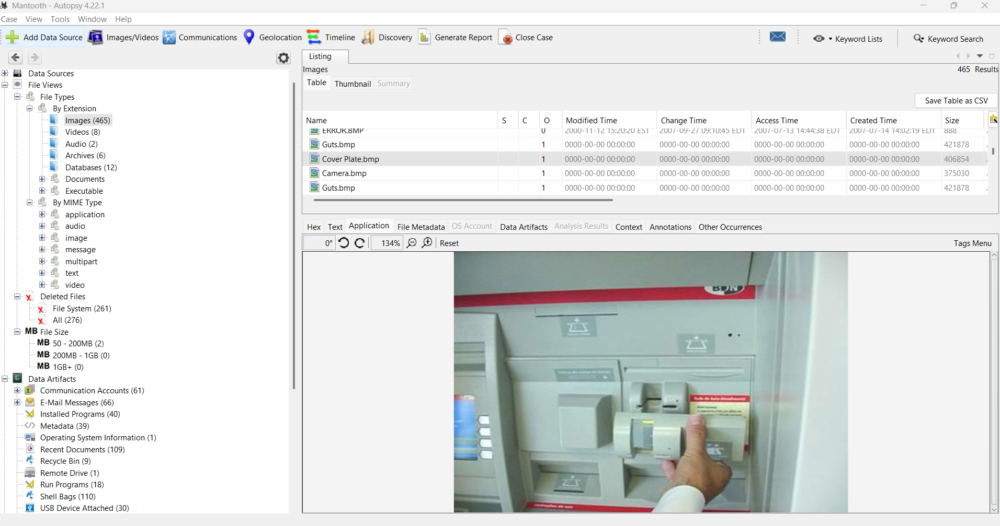 Mantooth - Autopsy 4.22.1
Case View Tools Window Help
Add Data Source Images/Videos Communications Geolocation Timeline Discovery Generate Report Close Case Keyword Lists Keyword Search
Data Sources
File Views
File Types
By Extension
Images (465)
Videos (8)
Audio (2)
Archives (6)
Databases (12)
Documents
Executable
By MIME Type
application
audio
image
message
multipart
text
video
Deleted Files
File System (261)
All (276)
MB File Size
MB 50 - 200MB (2)
MB 200MB - 1GB (0)
MB 1GB+ (0)
Data Artifacts
Communication Accounts (61)
E-Mail Messages (66)
Installed Programs (40)
Metadata (39)
Operating System Information (1)
Recent Documents (109)
Recycle Bin (9)
Remote Drive (1)
Run Programs (18)
Shell Bags (110)
USB Device Attached (30)
Listing
Images 465 Results
Table Thumbnail Summary
Save Table as CSV
Name S C O Modified Time Change Time Access Time Created Time Size
ERROR.BMP 0 2000-11-12 15:20:20 EST 2007-09-27 09:10:45 EDT 2007-07-13 14:44:38 EDT 2007-07-14 14:02:19 EDT 888
Guts.bmp 1 0000-00-00 00:00:00 0000-00-00 00:00:00 0000-00-00 00:00:00 0000-00-00 00:00:00 421878
Cover Plate.bmp 1 0000-00-00 00:00:00 0000-00-00 00:00:00 0000-00-00 00:00:00 0000-00-00 00:00:00 406854
Camera.bmp 1 0000-00-00 00:00:00 0000-00-00 00:00:00 0000-00-00 00:00:00 0000-00-00 00:00:00 375030
Guts.bmp 1 0000-00-00 00:00:00 0000-00-00 00:00:00 0000-00-00 00:00:00 0000-00-00 00:00:00 421878
Hex Text Application File Metadata OS Account Data Artifacts Analysis Results Context Annotations Other Occurrences
0° 134% Reset Tags Menu
Rede de Auto-Atendimento